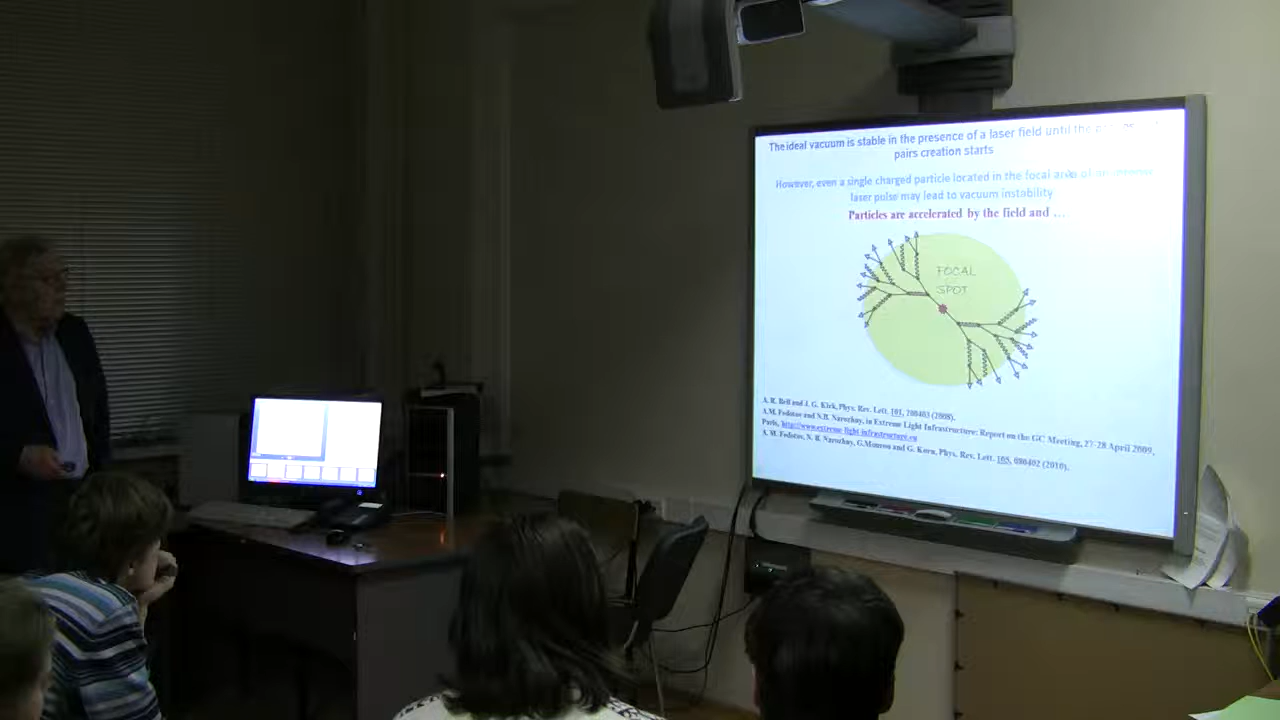 The ideal vacuum is stable in the presence of a laser field until the
pairs creation starts
However, even a single charged particle located in the focal area of an
laser pulse may lead to vacuum instability
Particles are accelerated by the field and ...
FOCAL
SPOT
A. R. Bell and J. G. Kirk, Phys. Rev. Lett. 101, 200403 (2008).
A.M. Fedotov and N.B. Narozhny, in Extreme Light Infrastructure: Report on the GC Meeting, 27-28 April 2009,
Paris, http://www.extreme-light-infrastructure.eu
A. M. Fedotov, N. B. Narozhny, G.Mourou and G. Korn, Phys. Rev. Lett. 105, 080402 (2010).